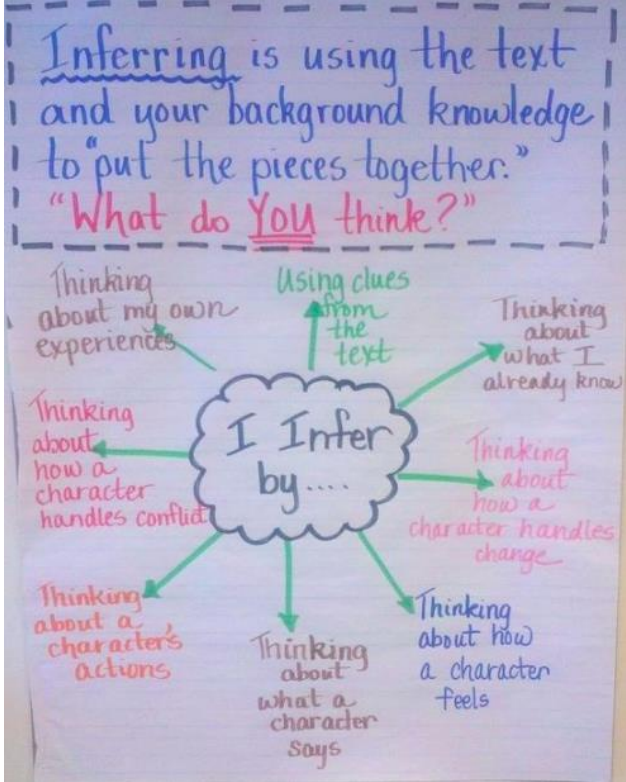 Inferring is using the text
and your background knowledge
to "put the pieces together."
"What do YOU think?"
Thinking
about my own
experiences
Using clues
from
the
text
Thinking
about
what I
already know
Thinking
about
how a
character
handles conflict
I Infer
by....
Thinking
about
how a
character handles
change
Thinking
about a
character's
actions
Thinking
about
what a
character
says
Thinking
about how
a character
feels